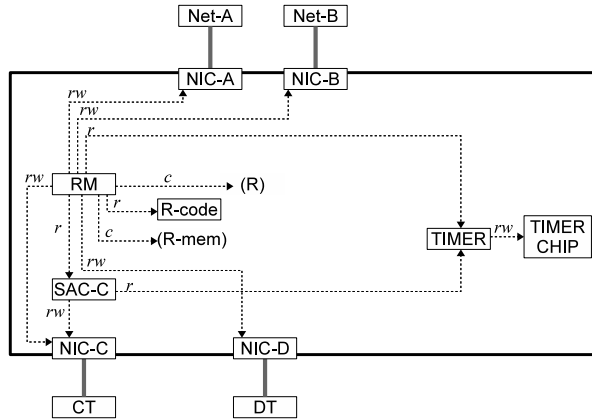 Net-A
Net-B
NIC-A
NIC-B
rw
rw
r
rw
RM
c
(R)
r
R-code
r
c
(R-mem)
TIMER
rw
TIMER
CHIP
rw
SAC-C
r
rw
NIC-C
NIC-D
CT
DT